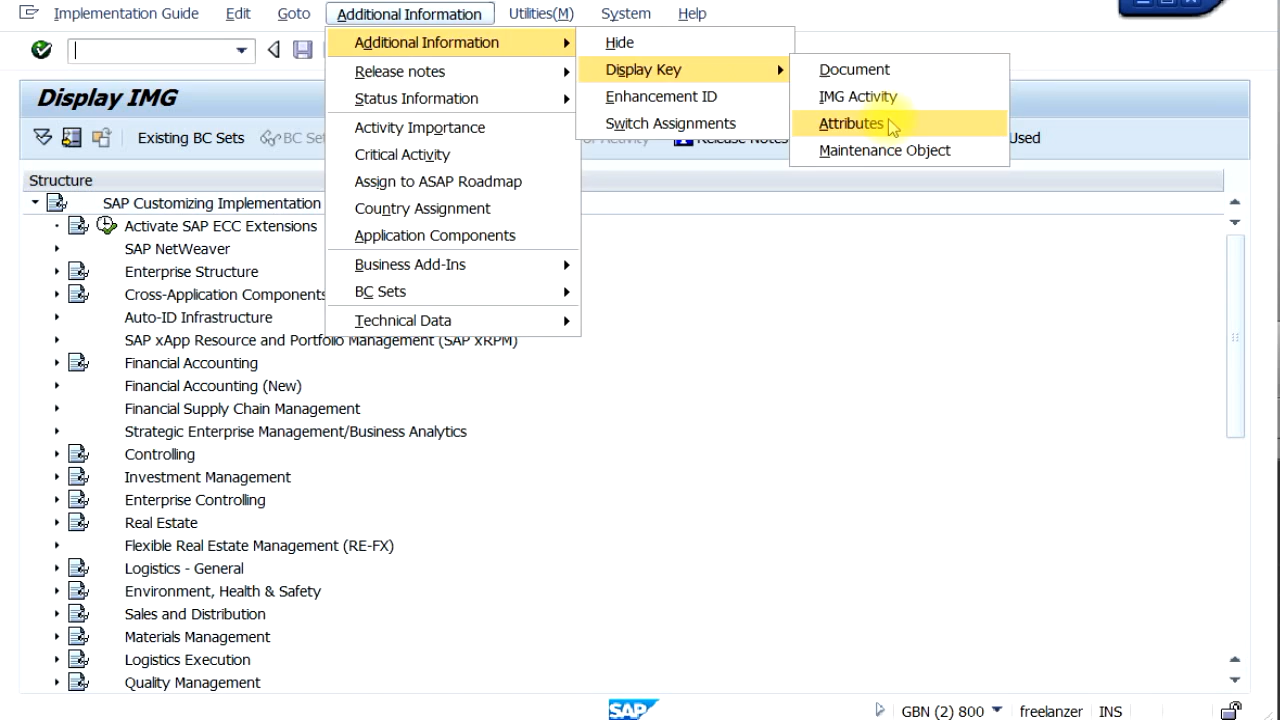 Implementation Guide Edit Goto Additional Information Utilities(M) System Help
Additional Information
Release notes
Status Information
Activity Importance
Critical Activity
Assign to ASAP Roadmap
Country Assignment
Application Components
Business Add-Ins
BC Sets
Technical Data
Hide
Display Key
Enhancement ID
Switch Assignments
Document
IMG Activity
Attributes
Maintenance Object
Display IMG
Existing BC Sets BC Set Release Notes Used
Structure
SAP Customizing Implementation
Activate SAP ECC Extensions
SAP NetWeaver
Enterprise Structure
Cross-Application Components
Auto-ID Infrastructure
SAP xApp Resource and Portfolio Management (SAP xRPM)
Financial Accounting
Financial Accounting (New)
Financial Supply Chain Management
Strategic Enterprise Management/Business Analytics
Controlling
Investment Management
Enterprise Controlling
Real Estate
Flexible Real Estate Management (RE-FX)
Logistics - General
Environment, Health & Safety
Sales and Distribution
Materials Management
Logistics Execution
Quality Management
SAP GBN (2) 800 freelanzer INS